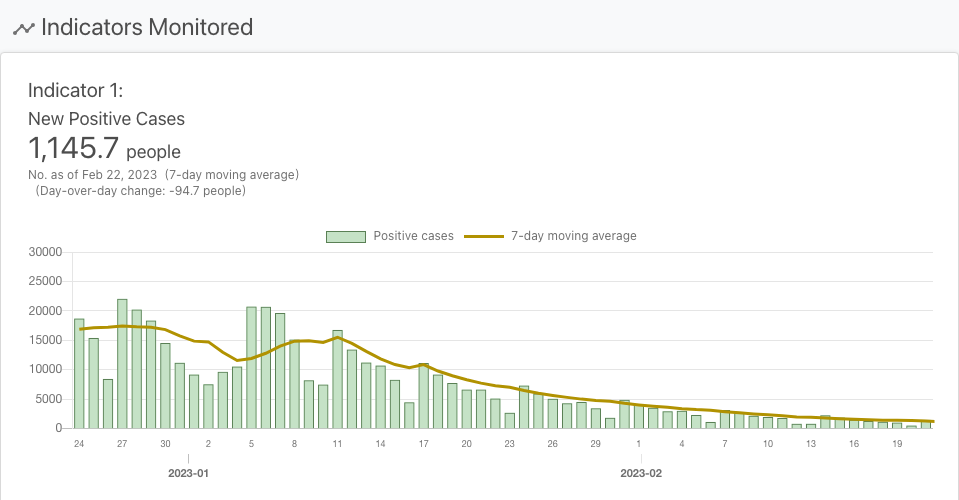 Indicators Monitored
Indicator 1:
New Positive Cases
1,145.7 people
No. as of Feb 22, 2023 (7-day moving average)
(Day-over-day change: -94.7 people)
Positive cases 7-day moving average
30000
25000
20000
15000
10000
5000
0
24 27 30 2 5 8 11 14 17 20 23 26 29 1 4 7 10 13 16 19
2023-01 2023-02